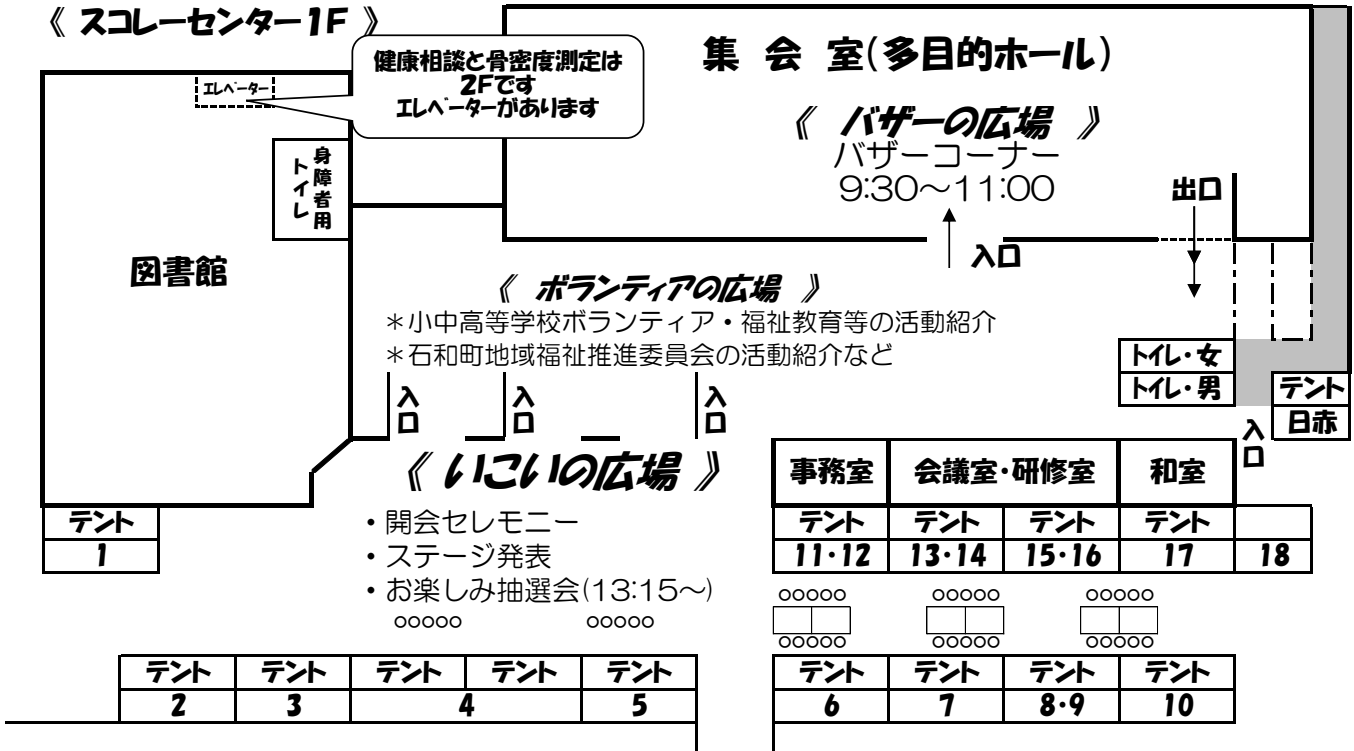 《 スコレーセンター1F 》
健康相談と骨密度測定は
2Fです
エレベーターがあります
エレベーター
身障者用
トイレ
図書館
集 会 室(多目的ホール)
《 バザーの広場 》
バザーコーナー
9:30～11:00
出口
入口
《 ボランティアの広場 》
＊小中高等学校ボランティア・福祉教育等の活動紹介
＊石和町地域福祉推進委員会の活動紹介など
トイレ・女
トイレ・男
テント
日赤
入口
入口
入口
入口
《 いこいの広場 》
・開会セレモニー
・ステージ発表
・お楽しみ抽選会(13:15～)
事務室 会議室・研修室 和室
テント
1
テント テント テント テント
11・12 13・14 15・16 17 18
ooooo ooooo
ooooo ooooo ooooo
ooooo ooooo ooooo
テント テント テント テント テント
2 3 4 5
テント テント テント テント
6 7 8・9 10